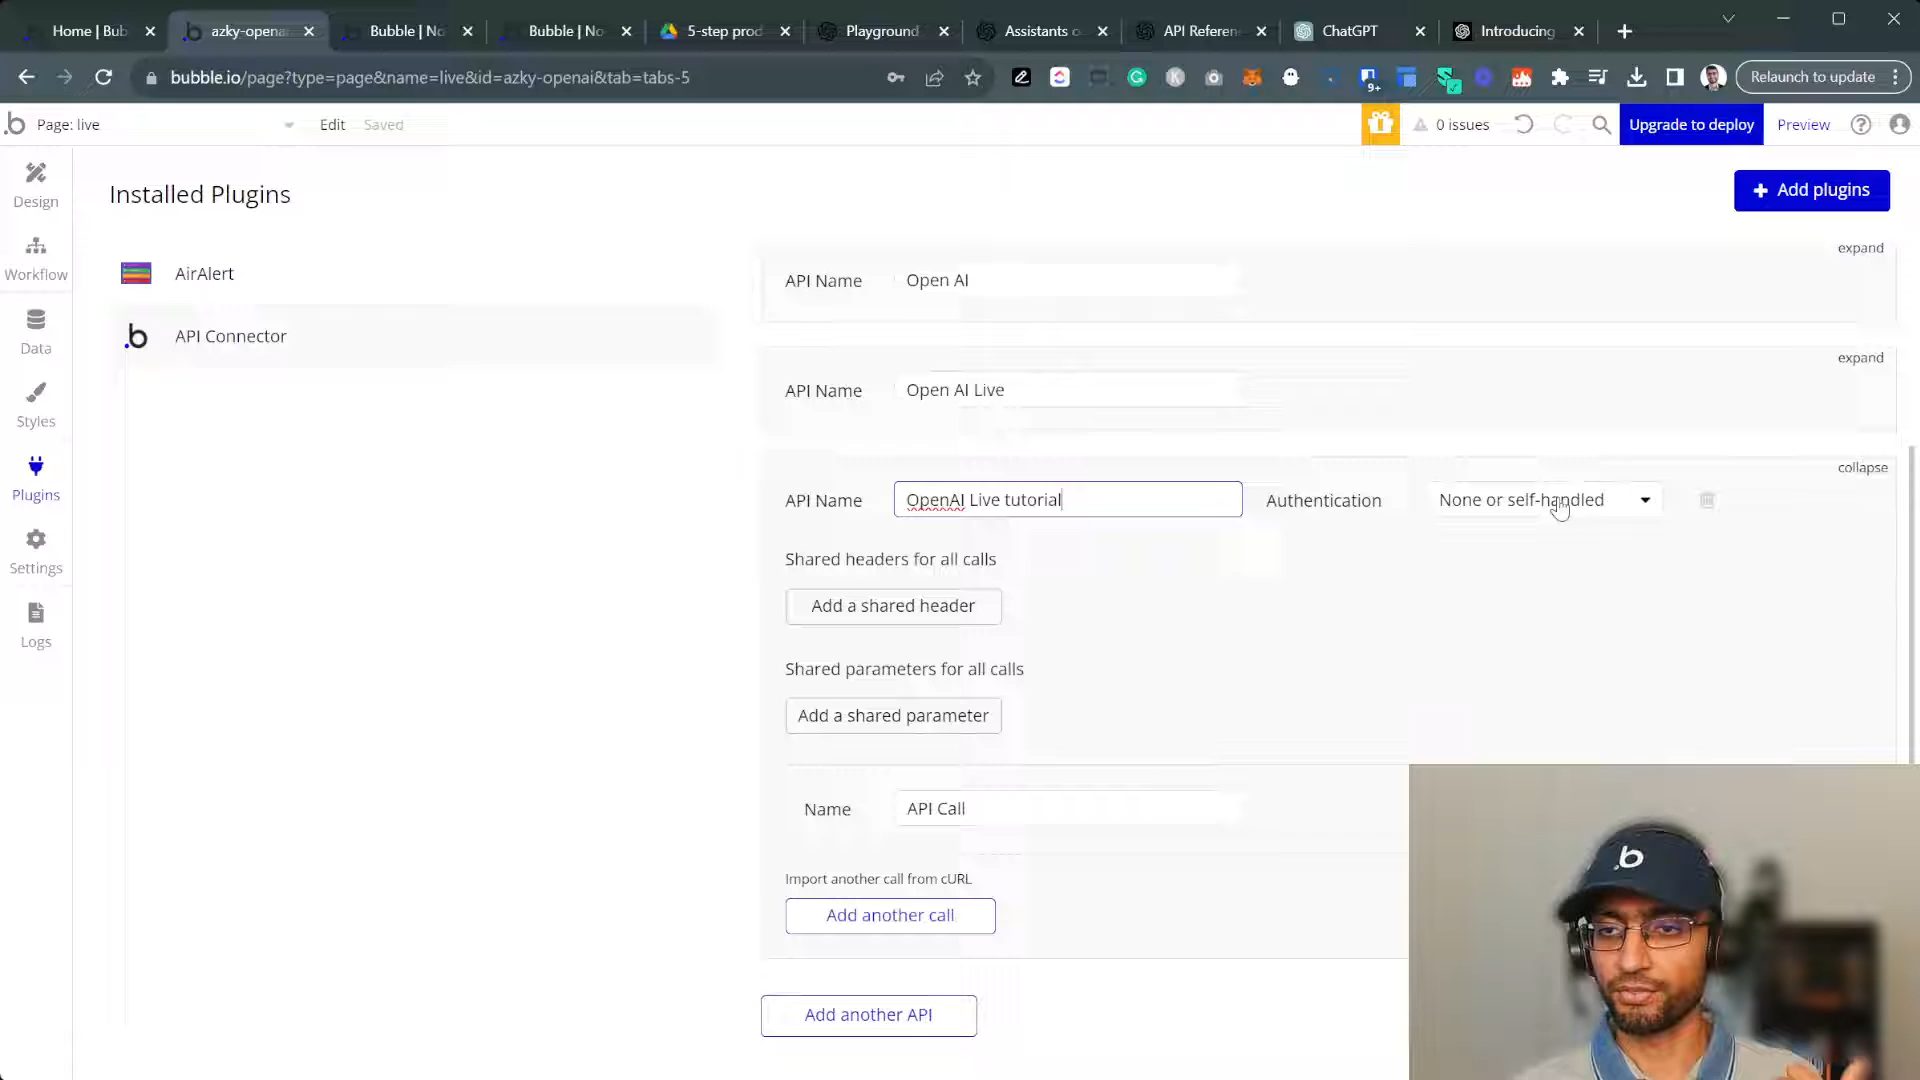 Home | Bub
azky-opena
Bubble | No
Bubble | No
5-step prod
Playground
Assistants o
API Referen
ChatGPT
Introducing
bubble.io/page?type=page&name=live&id=azky-openai&tab=tabs-5
9+
Relaunch to update
Page: live
Edit
Saved
0 issues
Upgrade to deploy
Preview
Design
Workflow
Data
Styles
Plugins
Settings
Logs
Installed Plugins
Add plugins
AirAlert
b API Connector
expand
API Name
Open AI
expand
API Name
Open AI Live
collapse
API Name
OpenAI Live tutorial
Authentication
None or self-handled
Shared headers for all calls
Add a shared header
Shared parameters for all calls
Add a shared parameter
Name
API Call
Import another call from cURL
Add another call
Add another API
b